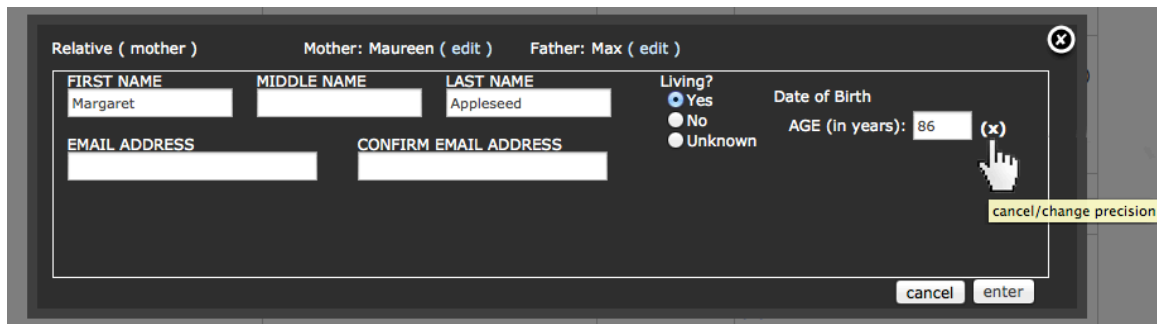 Relative ( mother ) Mother: Maureen ( edit ) Father: Max ( edit )
FIRST NAME MIDDLE NAME LAST NAME Living?
Margaret Appleseed Yes Date of Birth
No AGE (in years): 86 (x)
EMAIL ADDRESS CONFIRM EMAIL ADDRESS Unknown
cancel/change precision
cancel enter